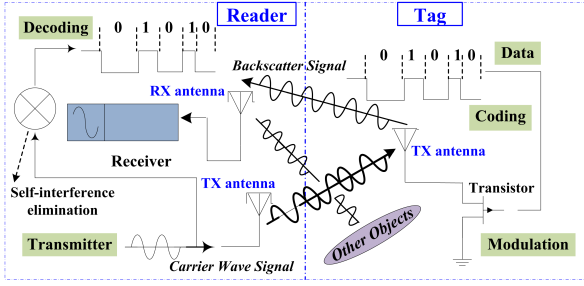 Reader
Tag
Decoding
0 1 0 1 0
Backscatter Signal
0 1 0 1 0
Data
RX antenna
Coding
Receiver
TX antenna
Self-interference
elimination
TX antenna
Transistor
Transmitter
Other Objects
Modulation
Carrier Wave Signal